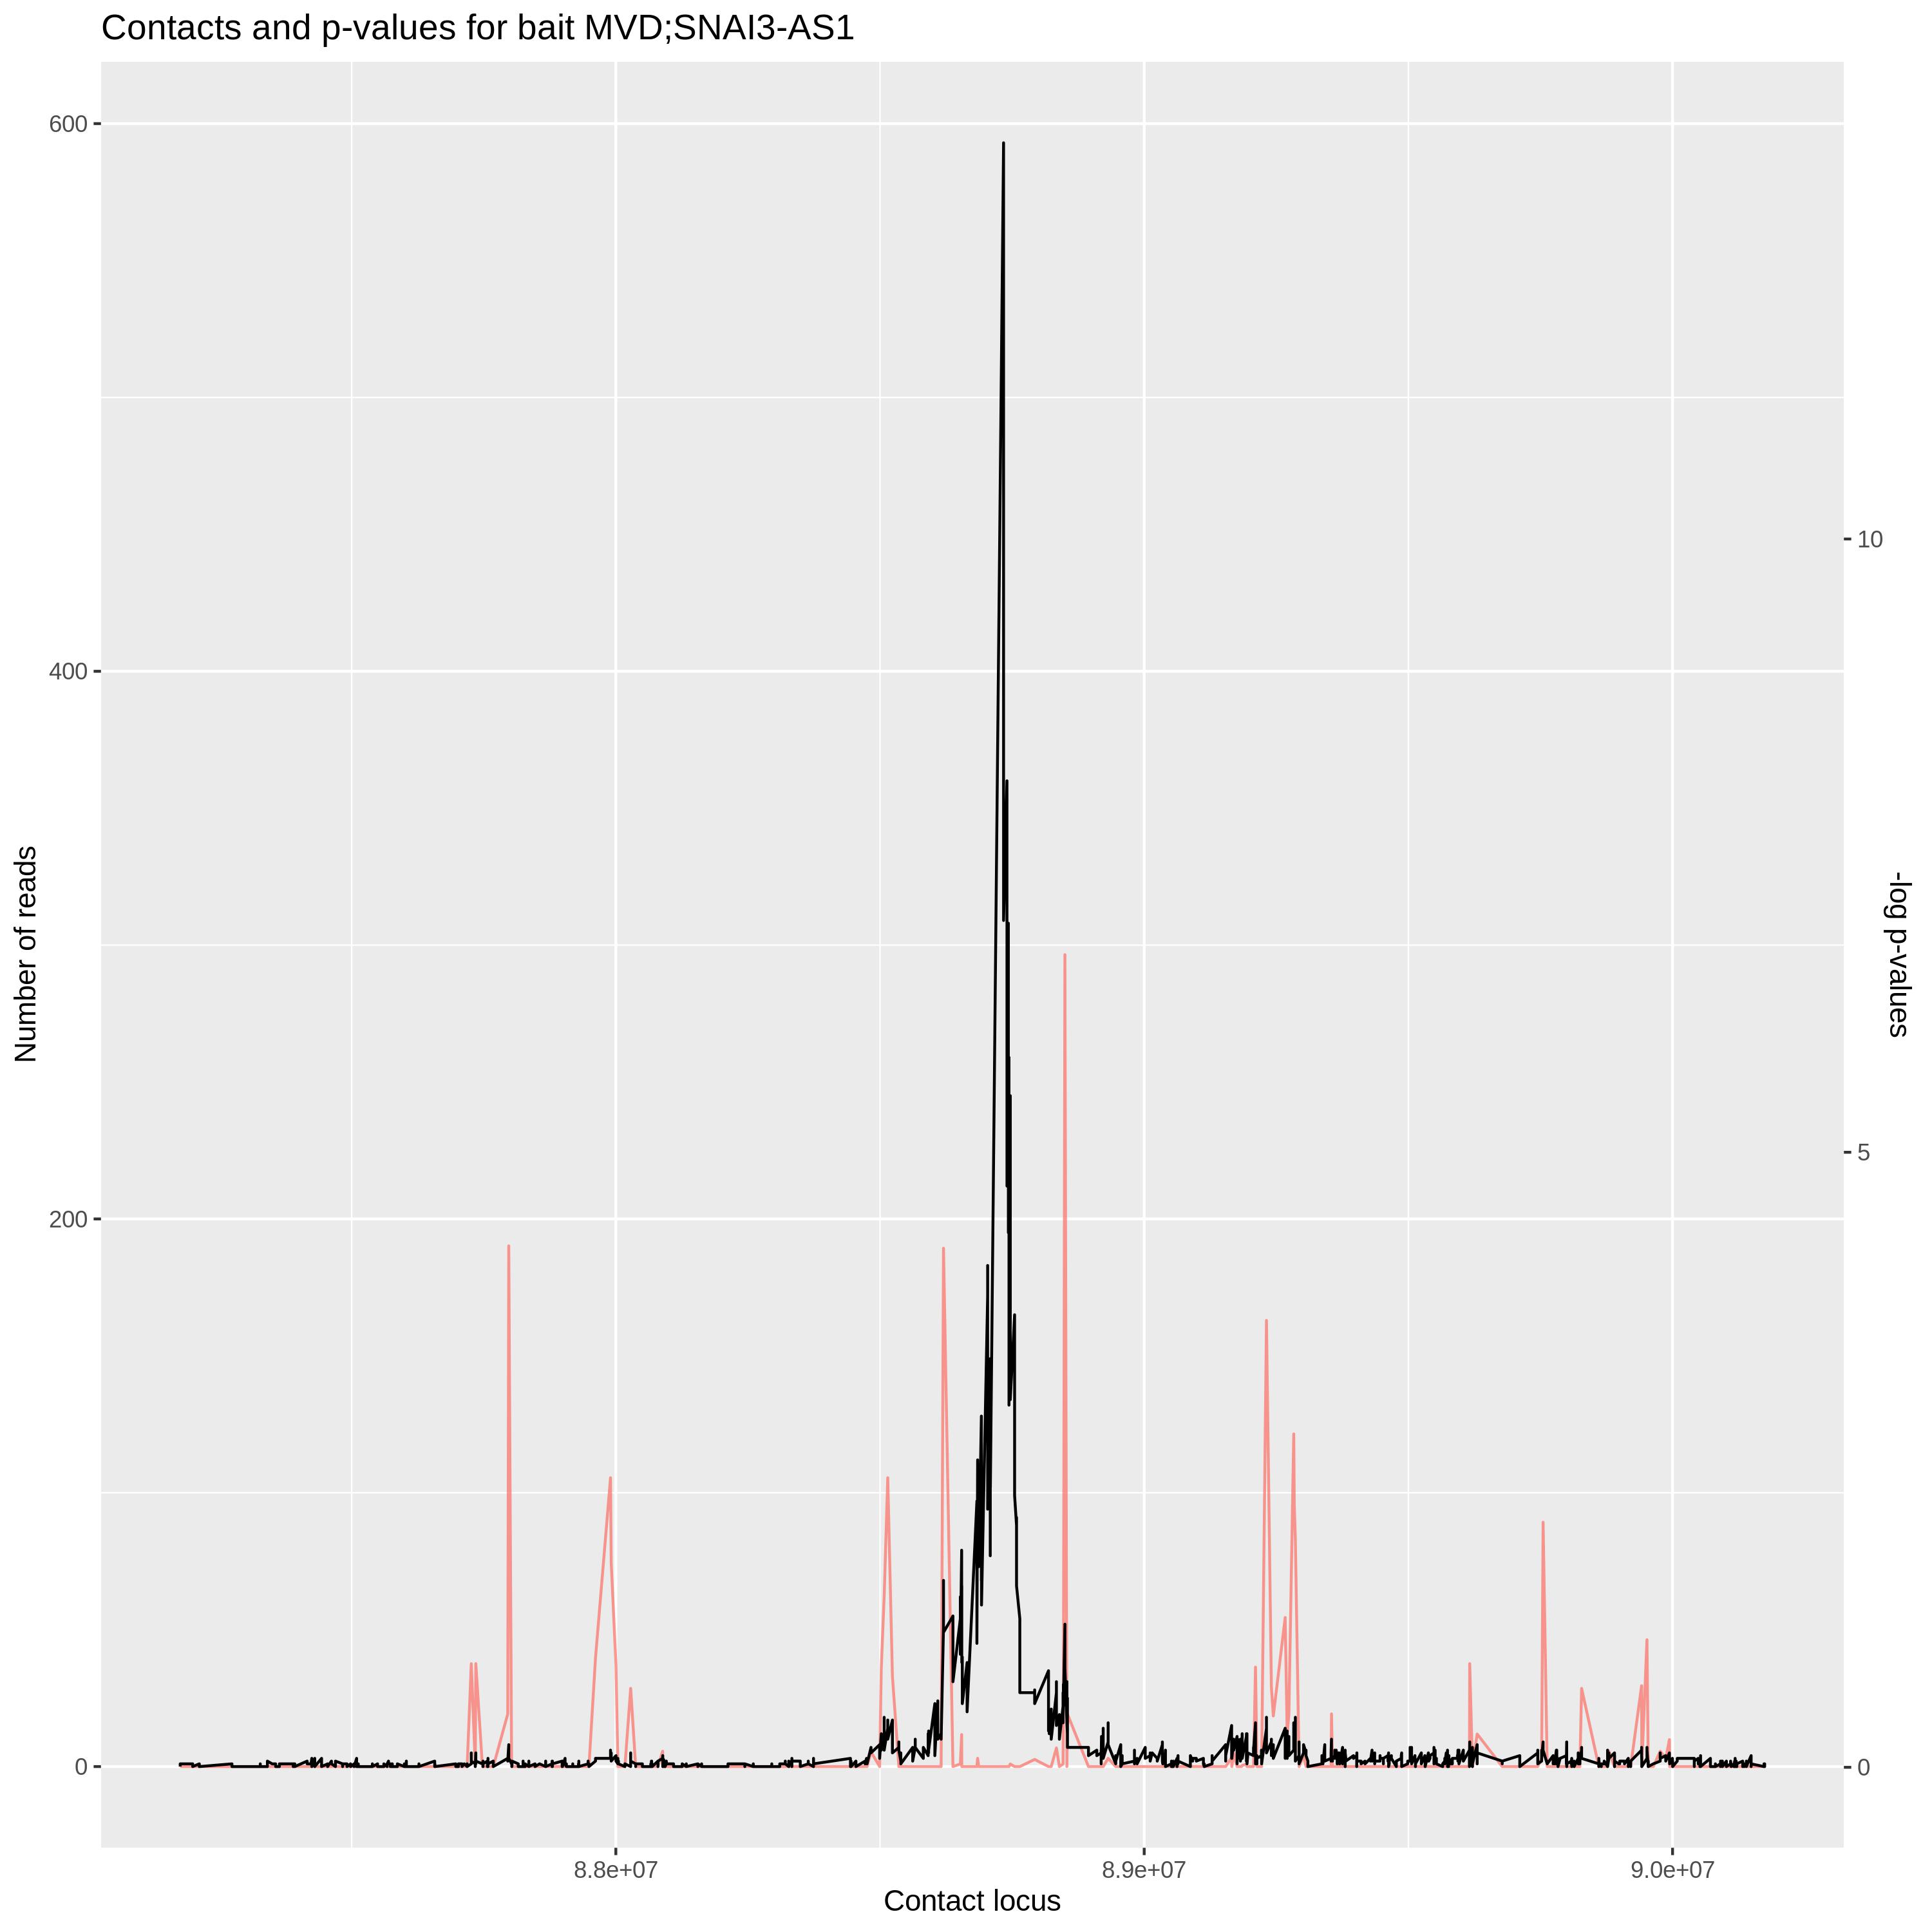 Contacts and p-values for bait MVD;SNAI3-AS1
600
400
200
0
Number of reads
10
5
0
-log p-values
8.8e+07
8.9e+07
9.0e+07
Contact locus